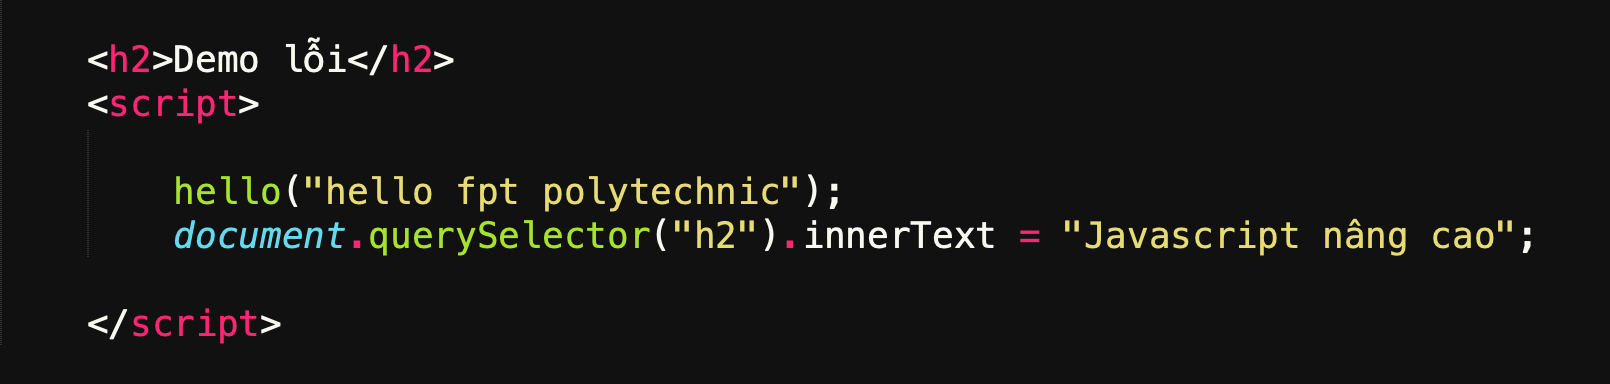 <h2>Demo lỗi</h2>
<script>
hello("hello fpt polytechnic");
document.querySelector("h2").innerText = "Javascript nâng cao";
</script>